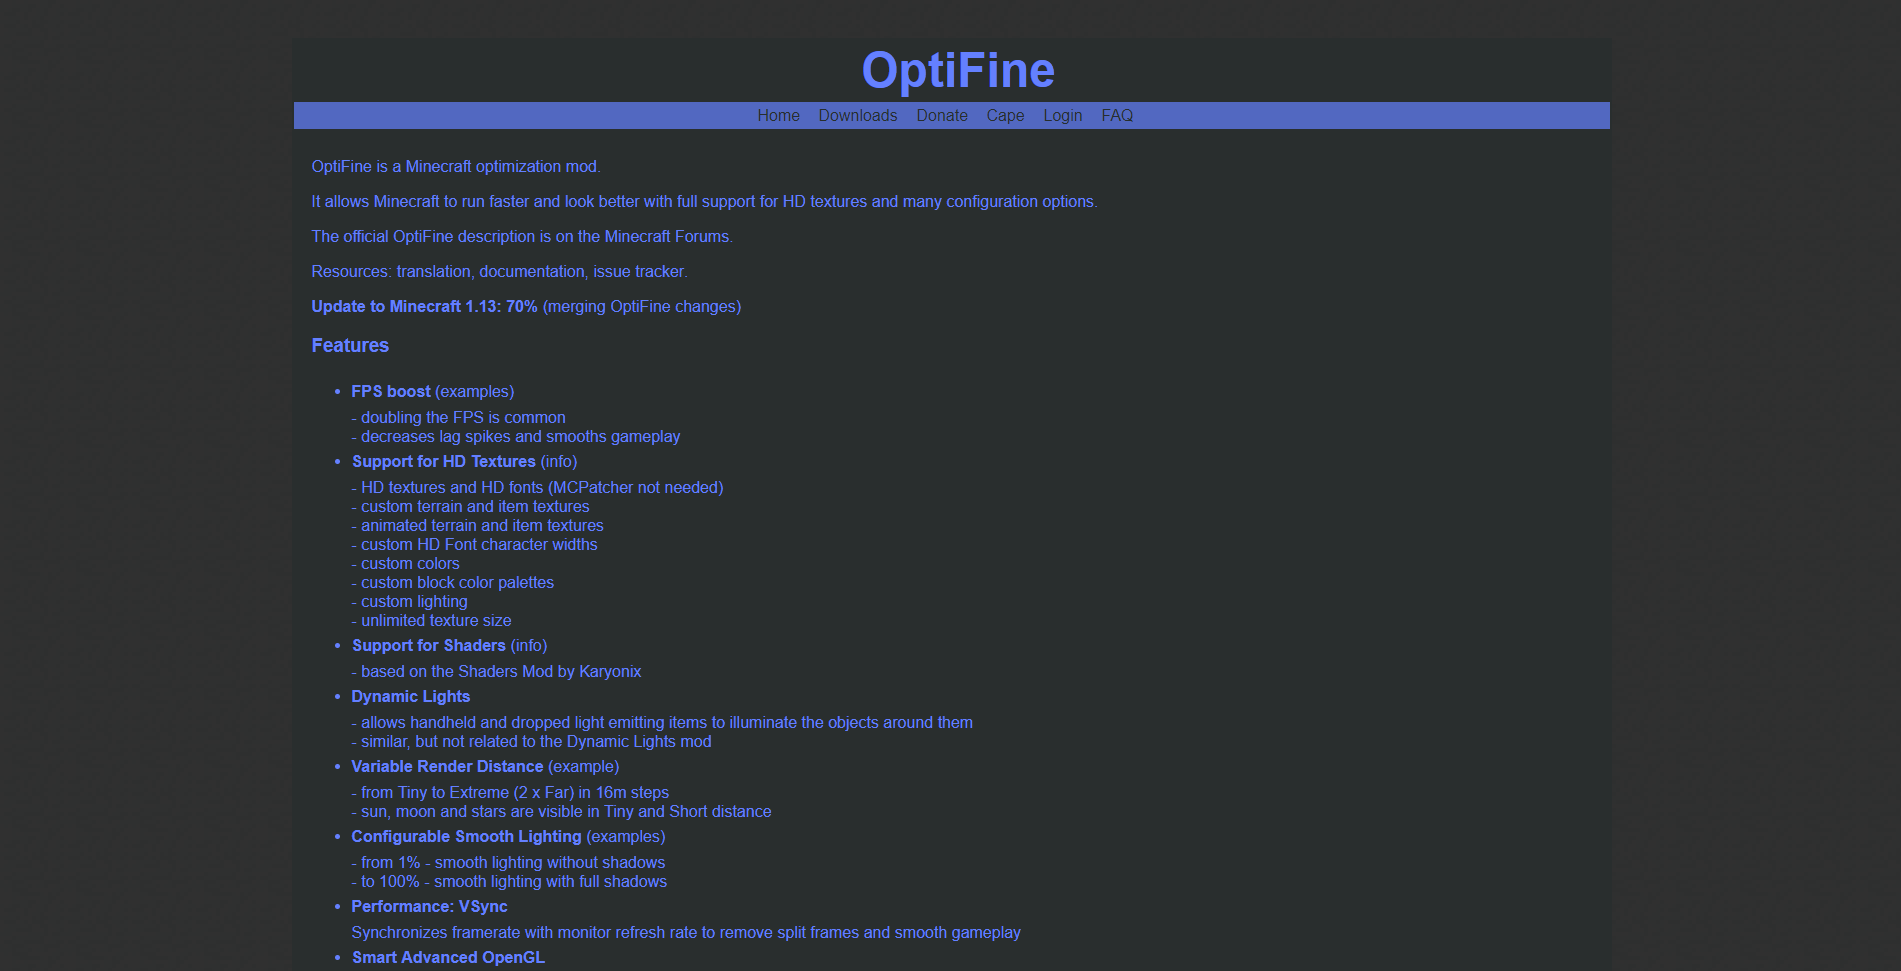 OptiFine
Home Downloads Donate Cape Login FAQ
OptiFine is a Minecraft optimization mod.
It allows Minecraft to run faster and look better with full support for HD textures and many configuration options.
The official OptiFine description is on the Minecraft Forums.
Resources: translation, documentation, issue tracker.
Update to Minecraft 1.13: 70% (merging OptiFine changes)
Features
• FPS boost (examples)
- doubling the FPS is common
- decreases lag spikes and smooths gameplay
• Support for HD Textures (info)
- HD textures and HD fonts (MCPatcher not needed)
- custom terrain and item textures
- animated terrain and item textures
- custom HD Font character widths
- custom colors
- custom block color palettes
- custom lighting
- unlimited texture size
• Support for Shaders (info)
- based on the Shaders Mod by Karyonix
• Dynamic Lights
- allows handheld and dropped light emitting items to illuminate the objects around them
- similar, but not related to the Dynamic Lights mod
• Variable Render Distance (example)
- from Tiny to Extreme (2 x Far) in 16m steps
- sun, moon and stars are visible in Tiny and Short distance
• Configurable Smooth Lighting (examples)
- from 1% - smooth lighting without shadows
- to 100% - smooth lighting with full shadows
• Performance: VSync
Synchronizes framerate with monitor refresh rate to remove split frames and smooth gameplay
• Smart Advanced OpenGL